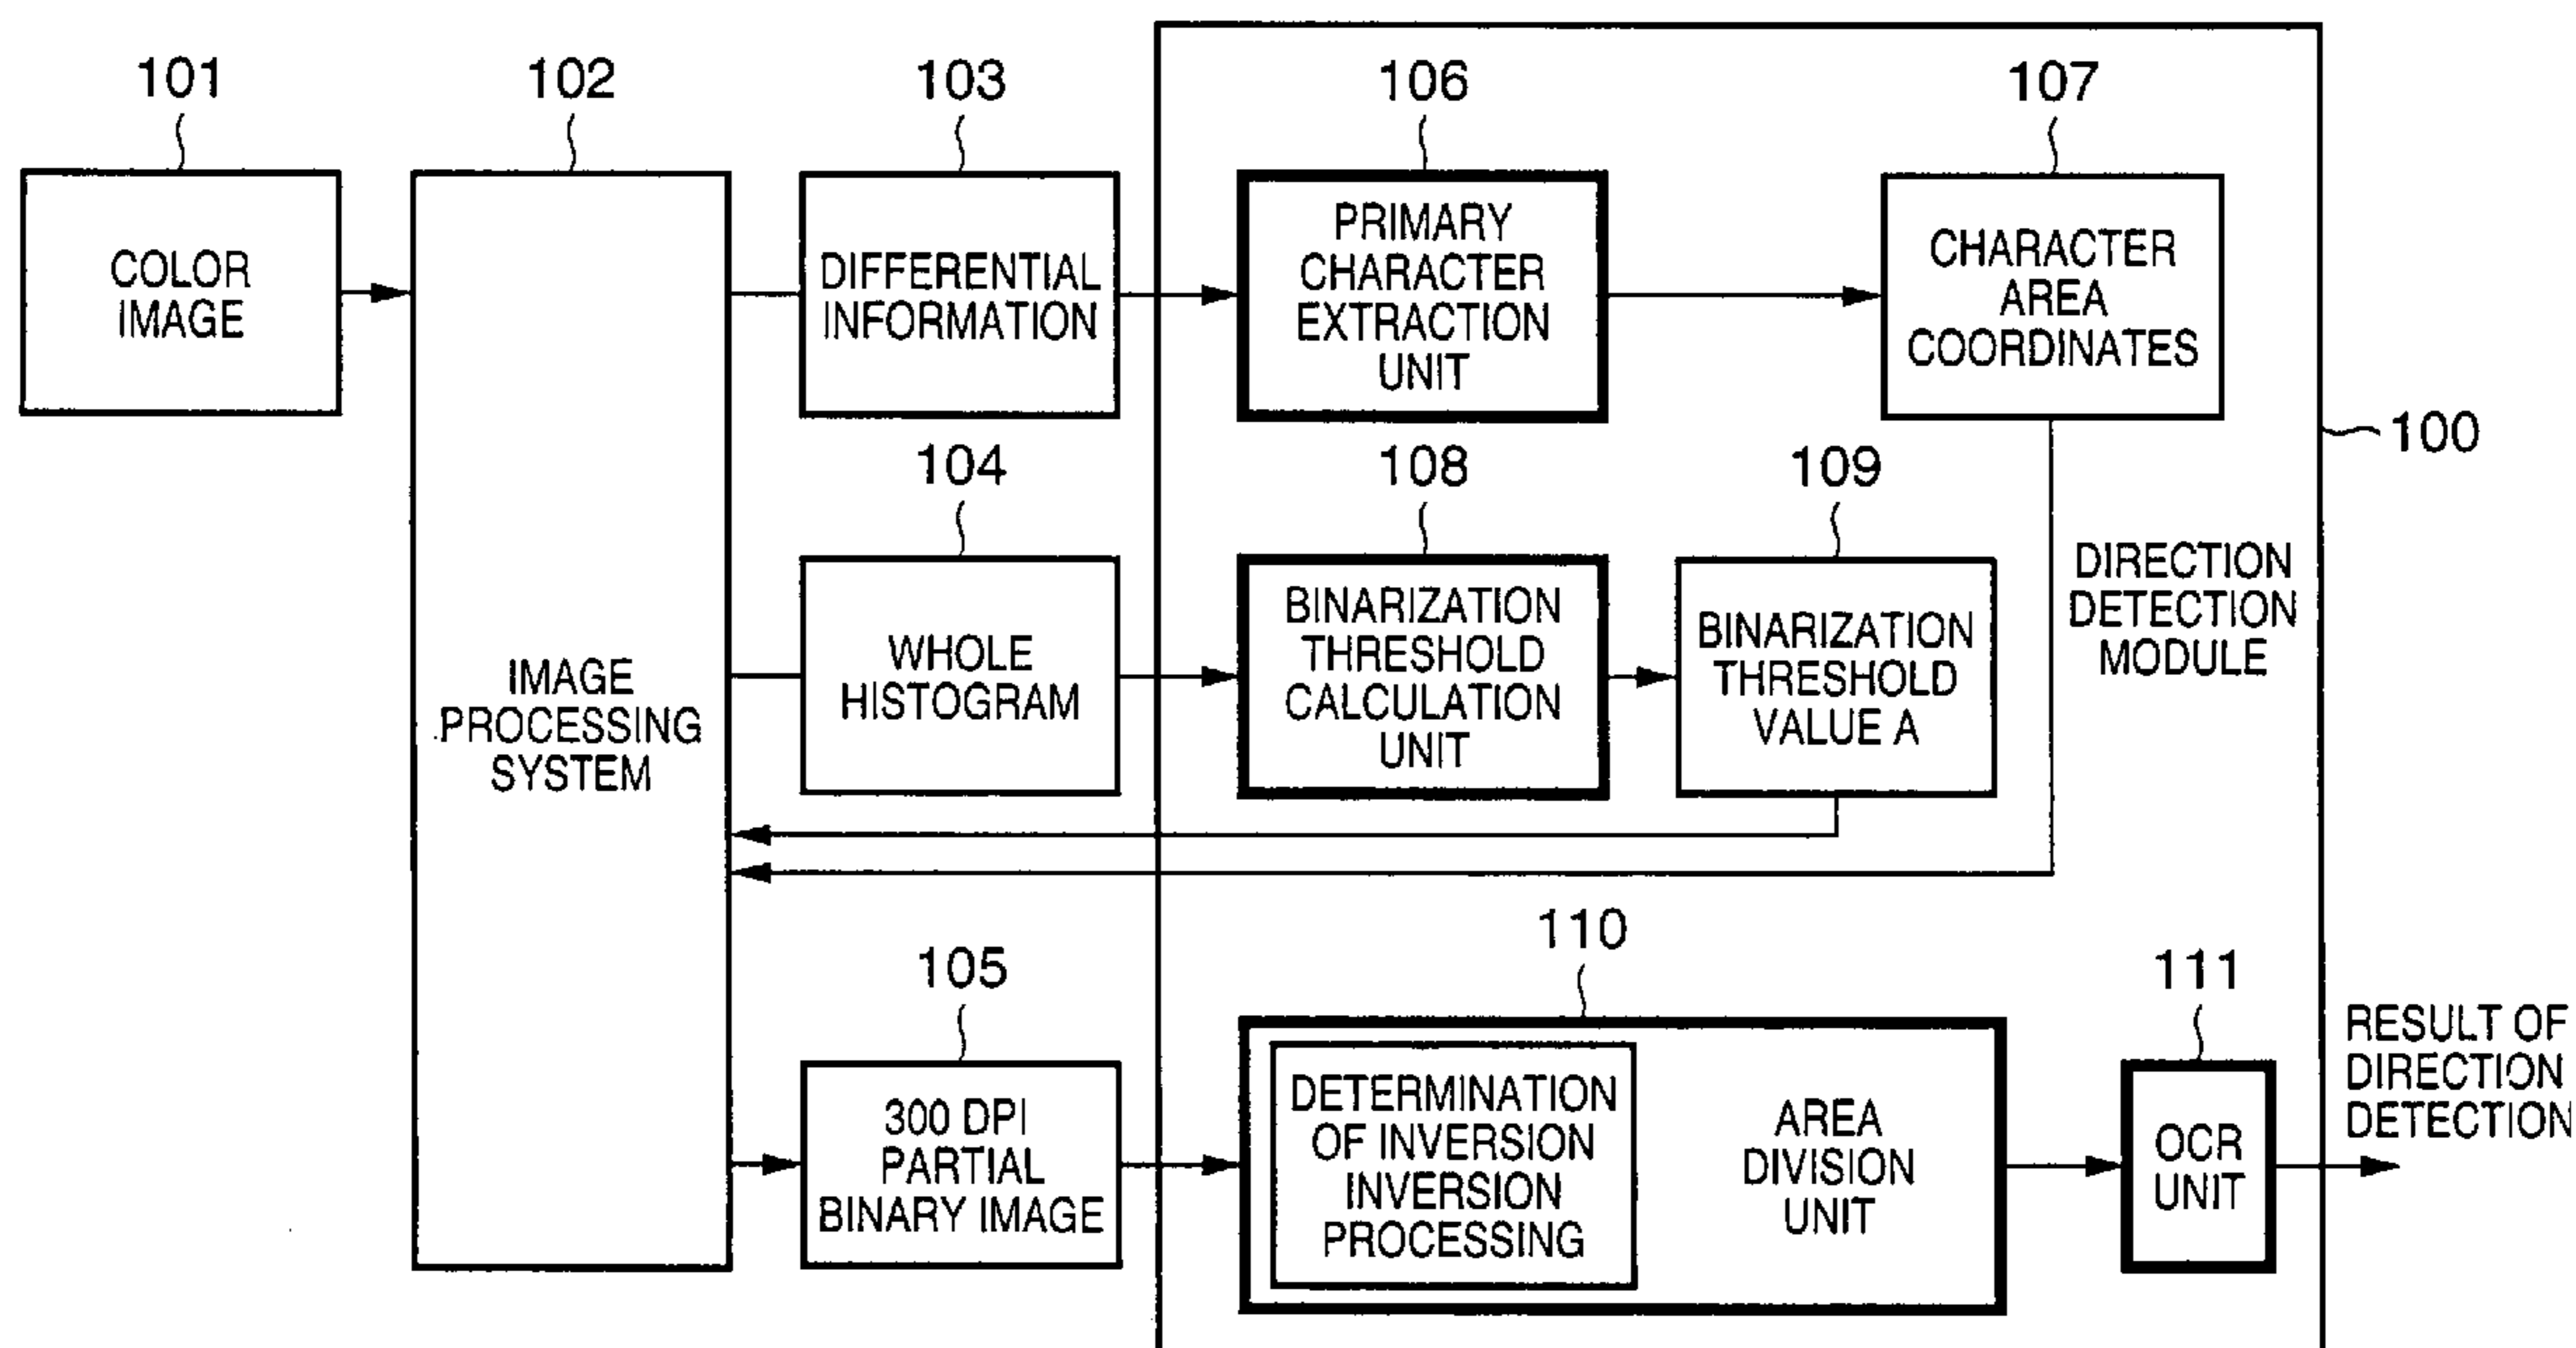 101
102
103
106
107
COLOR
IMAGE
DIFFERENTIAL
INFORMATION
PRIMARY
CHARACTER
EXTRACTION
UNIT
CHARACTER
AREA
COORDINATES
100
104
108
109
IMAGE
PROCESSING
SYSTEM
WHOLE
HISTOGRAM
BINARIZATION
THRESHOLD
CALCULATION
UNIT
BINARIZATION
THRESHOLD
VALUE A
DIRECTION
DETECTION
MODULE
105
110
111
300 DPI
PARTIAL
BINARY IMAGE
DETERMINATION
OF INVERSION
INVERSION
PROCESSING
AREA
DIVISION
UNIT
OCR
UNIT
RESULT OF
DIRECTION
DETECTION